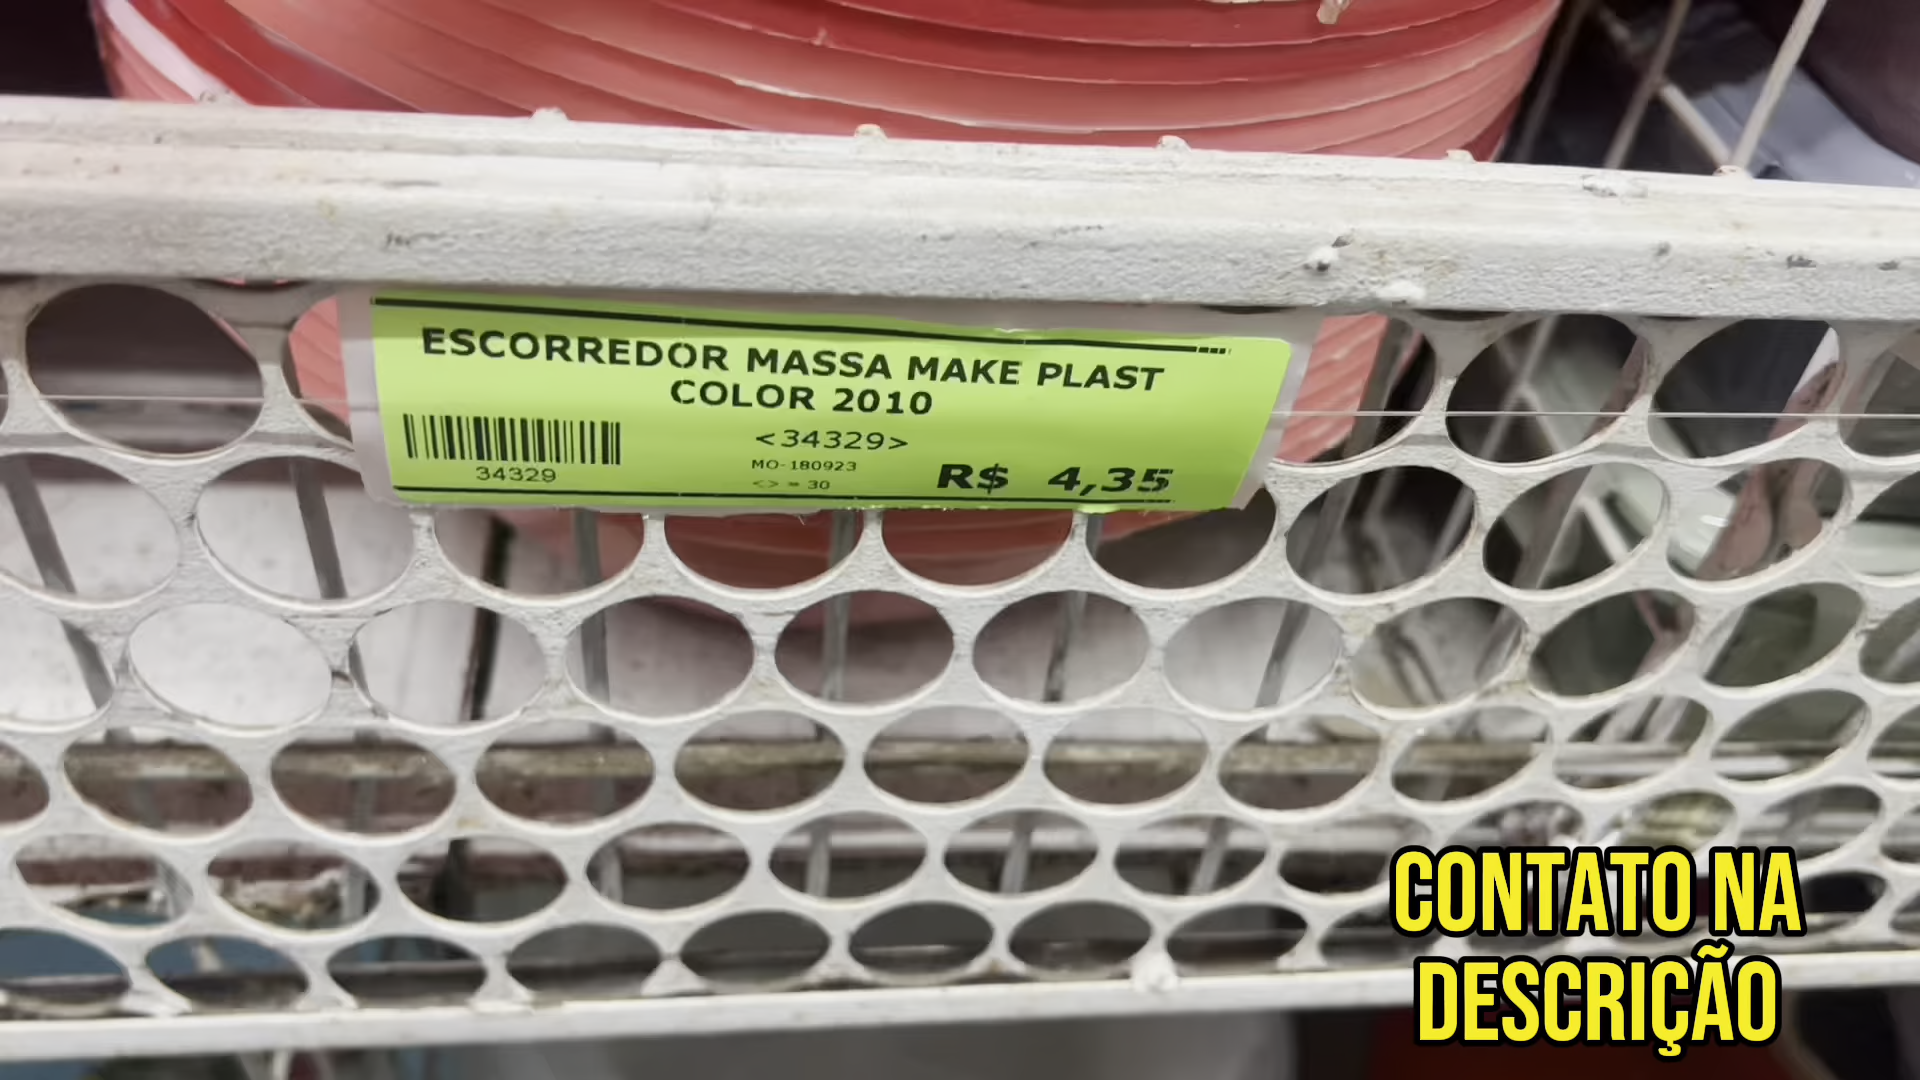 ESCORREDOR MASSA MAKE PLAST
COLOR 2010
<34329>
34329
MO-180923
<> = 30
R$ 4,35
CONTATO NA
DESCRIÇÃO